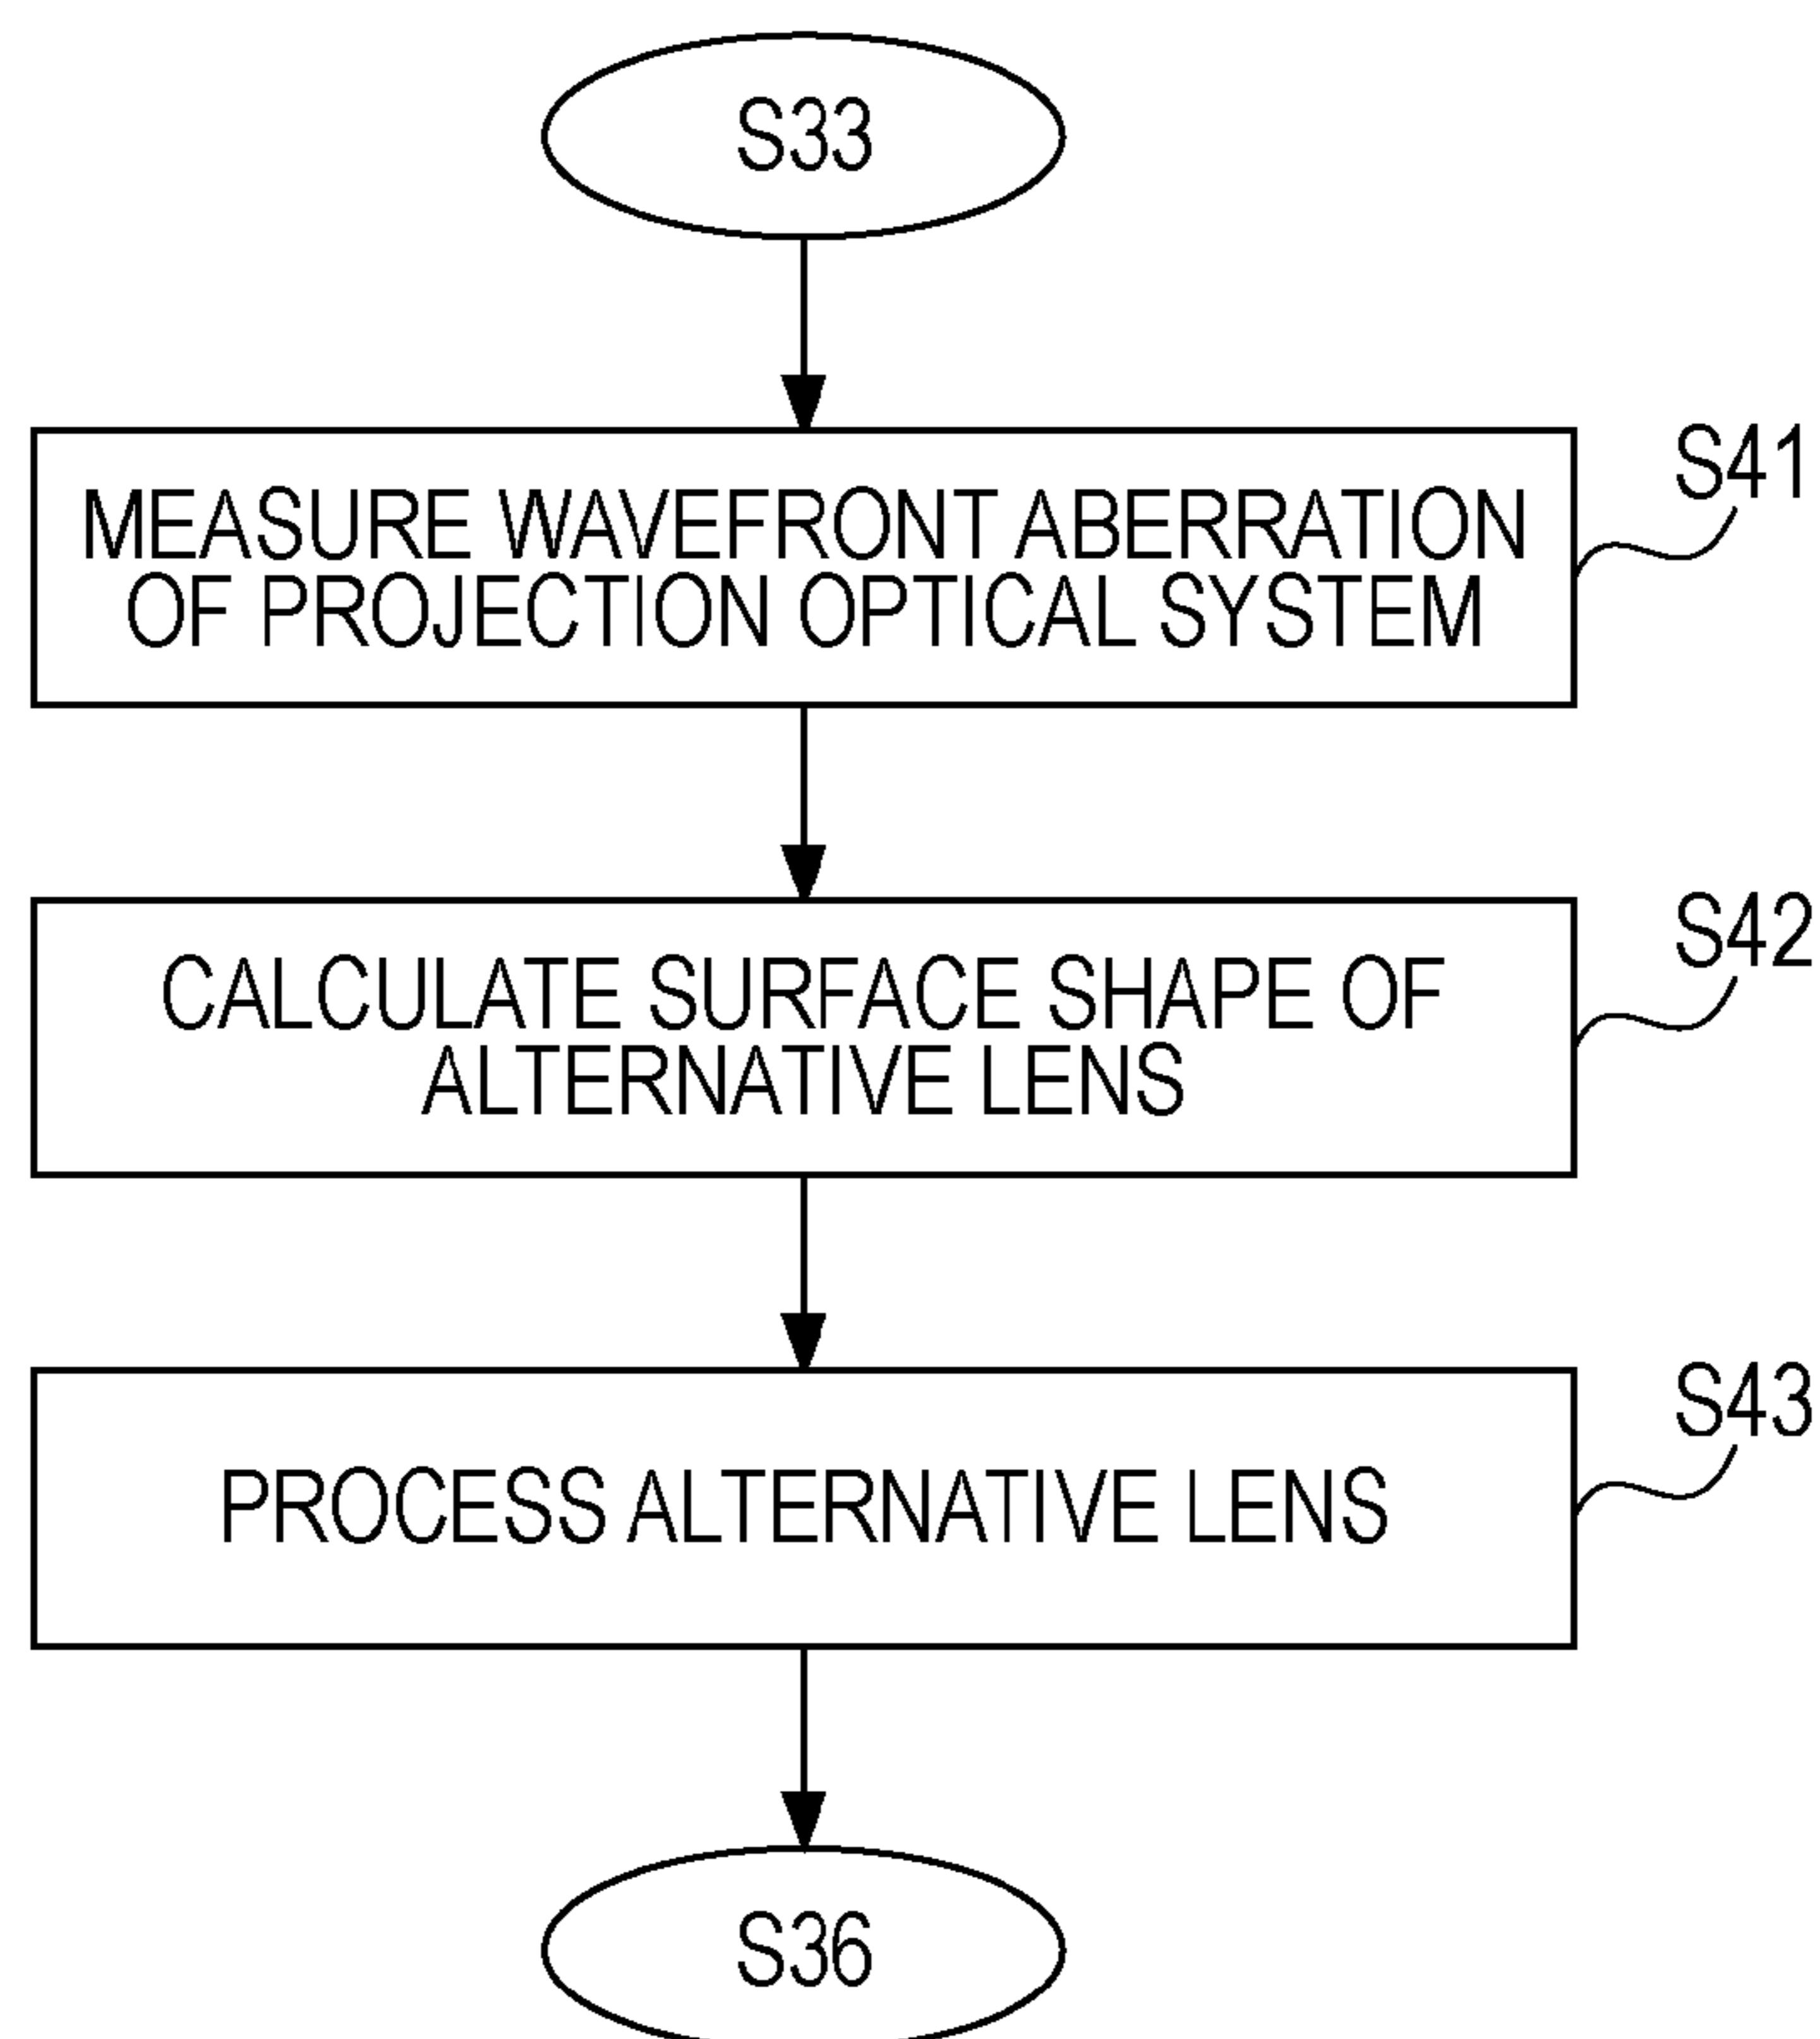 S33
S41
MEASURE WAVEFRONT ABERRATION
OF PROJECTION OPTICAL SYSTEM
S42
CALCULATE SURFACE SHAPE OF
ALTERNATIVE LENS
S43
PROCESS ALTERNATIVE LENS
S36